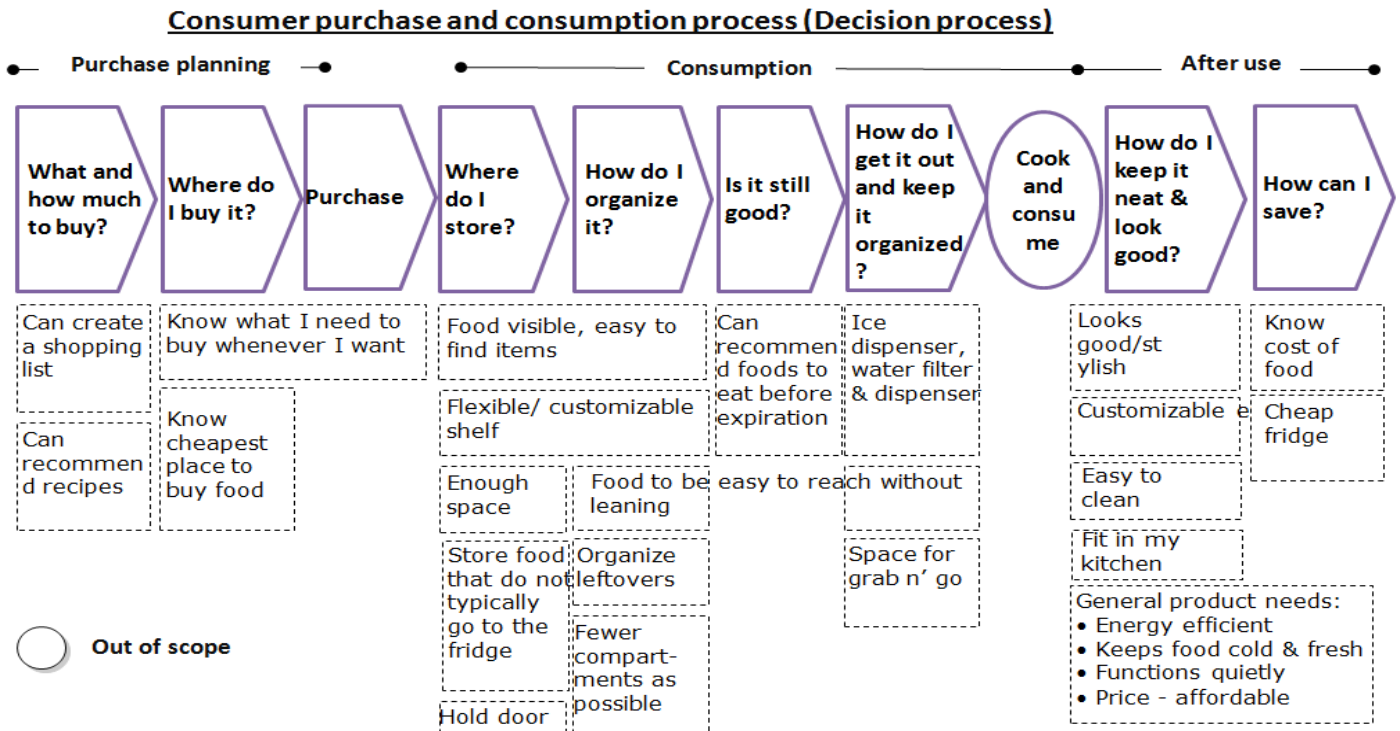 Consumer purchase and consumption process (Decision process)
Purchase planning
Consumption
After use
What and
how much
to buy?
Where do
I buy it?
Purchase
Where
do I
store?
How do I
organize
it?
Is it still
good?
How do I
get it out
and keep
it
organized
?
Cook
and
consu
me
How do I
keep it
neat &
look
good?
How can I
save?
Can create
a shopping
list
Can
recommen
d recipes
Know what I need to
buy whenever I want
Know
cheapest
place to
buy food
Food visible, easy to
find items
Flexible/ customizable
shelf
Enough
space
Store food
that do not
typically
go to the
fridge
Hold door
Food to be easy to reach without
leaning
Organize
leftovers
Fewer
compart-
ments as
possible
Can
recommen
d foods to
eat before
expiration
Ice
dispenser,
water filter
& dispenser
Space for
grab n’ go
Looks
good/st
ylish
Customizable e
Easy to
clean
Fit in my
kitchen
Know
cost of
food
Cheap
fridge
General product needs:
• Energy efficient
• Keeps food cold & fresh
• Functions quietly
• Price - affordable
Out of scope